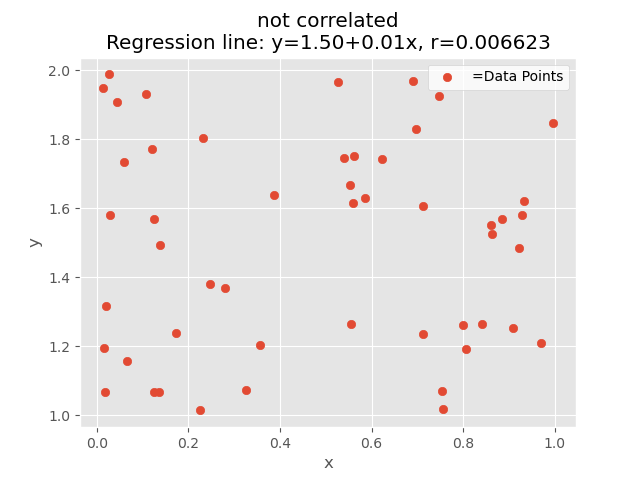 not correlated
Regression line: y=1.50+0.01x, r=0.006623
=Data Points
2.0
1.8
1.6
1.4
1.2
1.0
y
0.0 0.2 0.4 0.6 0.8 1.0
x